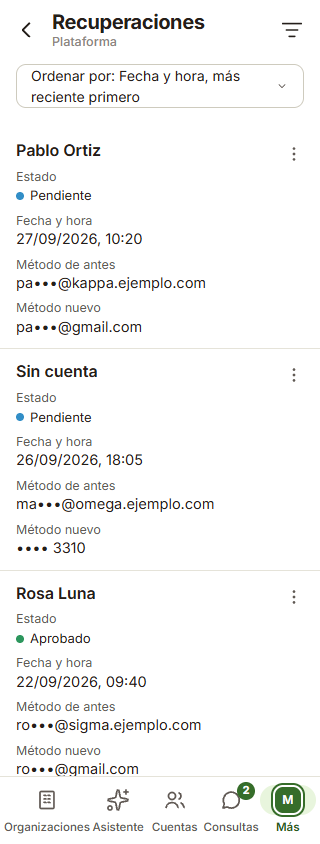 Recuperaciones
Plataforma
Ordenar por: Fecha y hora, más
reciente primero
Pablo Ortiz
Estado
Pendiente
Fecha y hora
27/09/2026, 10:20
Método de antes
pa•••@kappa.ejemplo.com
Método nuevo
pa•••@gmail.com
Sin cuenta
Estado
Pendiente
Fecha y hora
26/09/2026, 18:05
Método de antes
ma•••@omega.ejemplo.com
Método nuevo
•••• 3310
Rosa Luna
Estado
Aprobado
Fecha y hora
22/09/2026, 09:40
Método de antes
ro•••@sigma.ejemplo.com
Método nuevo
ro•••@gmail.com
2
M
Organizaciones Asistente Cuentas Consultas Más